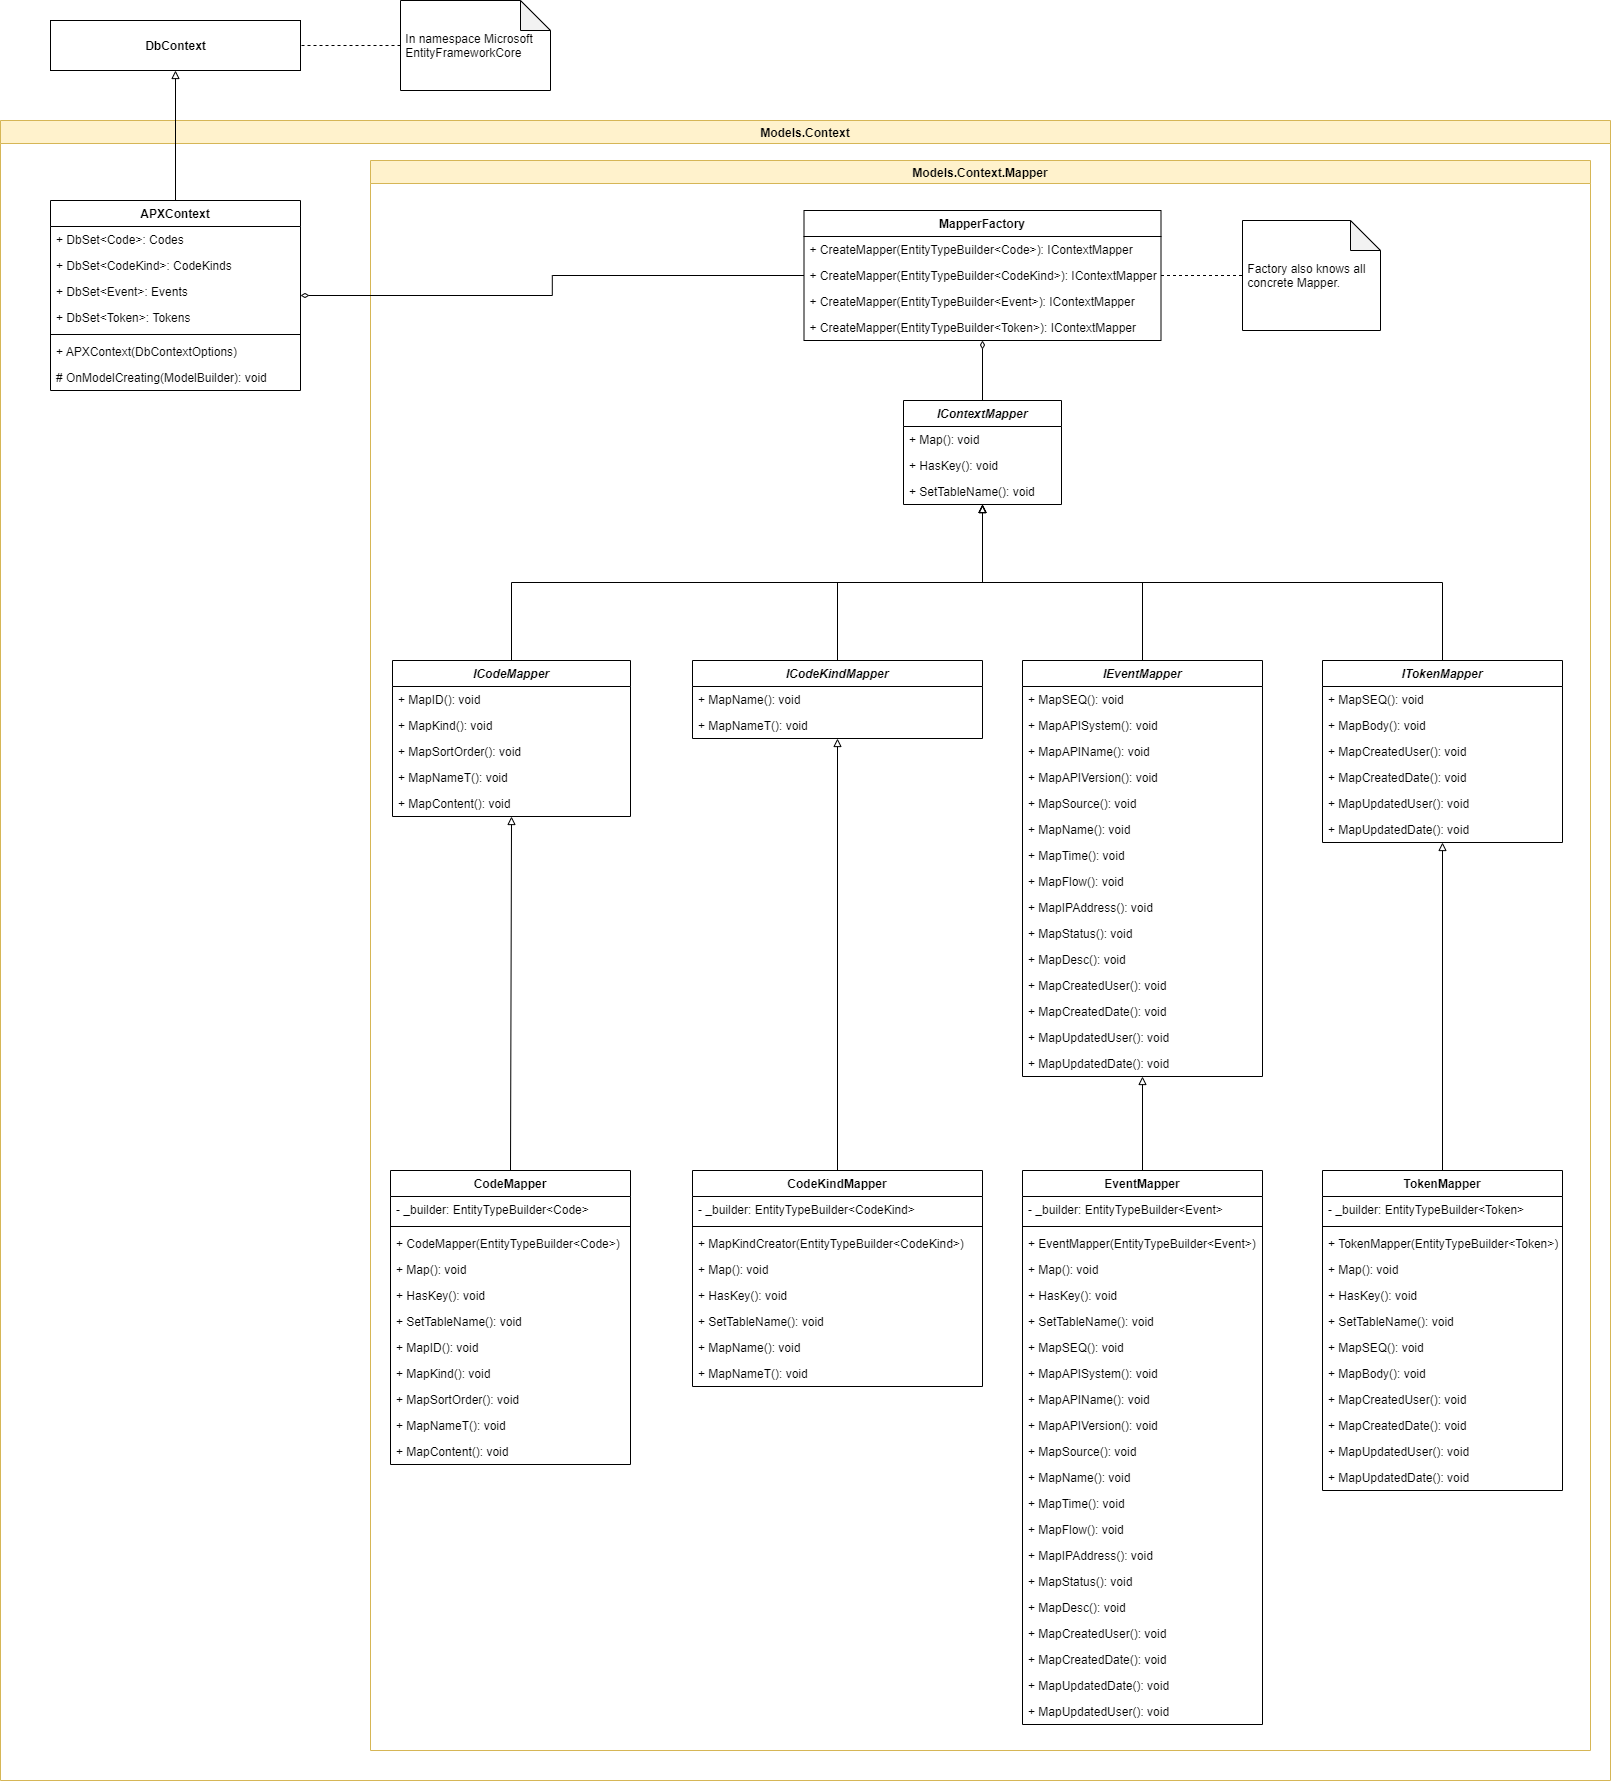 DbContext
In namespace Microsoft
EntityFrameworkCore
Models.Context
Models.Context.Mapper
APXContext
+ DbSet<Code>: Codes
+ DbSet<CodeKind>: CodeKinds
+ DbSet<Event>: Events
+ DbSet<Token>: Tokens
+ APXContext(DbContextOptions)
# OnModelCreating(ModelBuilder): void
MapperFactory
+ CreateMapper(EntityTypeBuilder<Code>): IContextMapper
+ CreateMapper(EntityTypeBuilder<CodeKind>): IContextMapper
+ CreateMapper(EntityTypeBuilder<Event>): IContextMapper
+ CreateMapper(EntityTypeBuilder<Token>): IContextMapper
Factory also knows all
concrete Mapper.
IContextMapper
+ Map(): void
+ HasKey(): void
+ SetTableName(): void
ICodeMapper
+ MapID(): void
+ MapKind(): void
+ MapSortOrder(): void
+ MapNameT(): void
+ MapContent(): void
ICodeKindMapper
+ MapName(): void
+ MapNameT(): void
IEventMapper
+ MapSEQ(): void
+ MapAPISystem(): void
+ MapAPIName(): void
+ MapAPIVersion(): void
+ MapSource(): void
+ MapName(): void
+ MapTime(): void
+ MapFlow(): void
+ MapIPAddress(): void
+ MapStatus(): void
+ MapDesc(): void
+ MapCreatedUser(): void
+ MapCreatedDate(): void
+ MapUpdatedUser(): void
+ MapUpdatedDate(): void
ITokenMapper
+ MapSEQ(): void
+ MapBody(): void
+ MapCreatedUser(): void
+ MapCreatedDate(): void
+ MapUpdatedUser(): void
+ MapUpdatedDate(): void
CodeMapper
- _builder: EntityTypeBuilder<Code>
+ CodeMapper(EntityTypeBuilder<Code>)
+ Map(): void
+ HasKey(): void
+ SetTableName(): void
+ MapID(): void
+ MapKind(): void
+ MapSortOrder(): void
+ MapNameT(): void
+ MapContent(): void
CodeKindMapper
- _builder: EntityTypeBuilder<CodeKind>
+ MapKindCreator(EntityTypeBuilder<CodeKind>)
+ Map(): void
+ HasKey(): void
+ SetTableName(): void
+ MapName(): void
+ MapNameT(): void
EventMapper
- _builder: EntityTypeBuilder<Event>
+ EventMapper(EntityTypeBuilder<Event>)
+ Map(): void
+ HasKey(): void
+ SetTableName(): void
+ MapSEQ(): void
+ MapAPISystem(): void
+ MapAPIName(): void
+ MapAPIVersion(): void
+ MapSource(): void
+ MapName(): void
+ MapTime(): void
+ MapFlow(): void
+ MapIPAddress(): void
+ MapStatus(): void
+ MapDesc(): void
+ MapCreatedUser(): void
+ MapCreatedDate(): void
+ MapUpdatedDate(): void
+ MapUpdatedUser(): void
TokenMapper
- _builder: EntityTypeBuilder<Token>
+ TokenMapper(EntityTypeBuilder<Token>)
+ Map(): void
+ HasKey(): void
+ SetTableName(): void
+ MapSEQ(): void
+ MapBody(): void
+ MapCreatedUser(): void
+ MapCreatedDate(): void
+ MapUpdatedUser(): void
+ MapUpdatedDate(): void